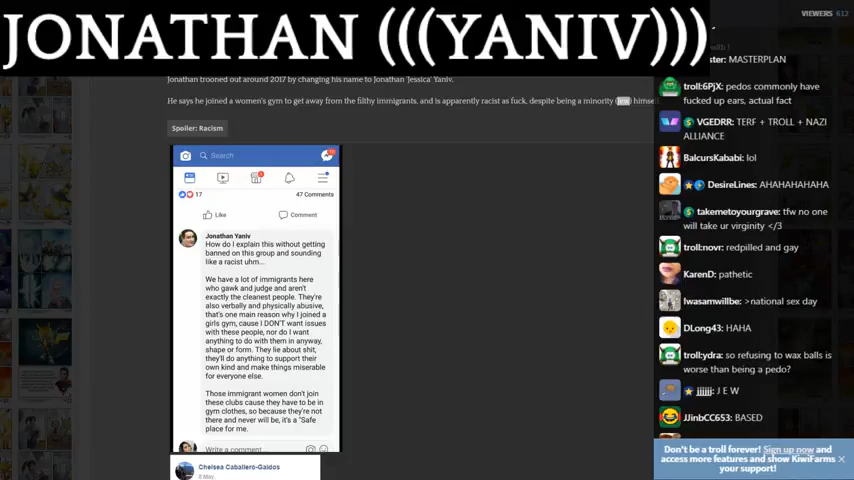 JONATHAN (((YANIV)))
VIEWERS 612
Jonathan trooned out around 2017 by changing his name to Jonathan 'Jessica' Yaniv.
He says he joined a women's gym to get away from the filthy immigrants, and is apparently racist as fuck, despite being a minority (jew) himse
Spoiler: Racism
Search
17
47 Comments
Like
Comment
Jonathan Yaniv
How do I explain this without getting
banned on this group and sounding
like a racist uhm...
We have a lot of immigrants here
who gawk and judge and aren't
exactly the cleanest people. They're
also verbally and physically abusive,
that's one main reason why I joined a
girls gym, cause I DON'T want issues
with these people, nor do I want
anything to do with them in anyway,
shape or form. They lie about shit,
they'll do anything to support their
own kind and make things miserable
for everyone else.
Those immigrant women don't join
these clubs cause they have to be in
gym clothes, so because they're not
there and never will be, it's a "Safe
place for me.
Write a comment...
Chelsea Caballero-Galdos
8 May
ster: MASTERPLAN
troll:6PjX: pedos commonly have
fucked up ears, actual fact
VGEDRR: TERF + TROLL + NAZI
ALLIANCE
BalcursKababi: lol
DesireLines: AHAHAHAHA
takemetoyourgrave: tfw no one
will take ur virginity </3
troll:novr: redpilled and gay
KarenD: pathetic
Iwasamwillbe: >national sex day
DLong43: HAHA
troll:ydra: so refusing to wax balls is
worse than being a pedo?
jjjjjj: J E W
JJinbCC653: BASED
Don't be a troll forever! Sign up now and
access more features and show KiwiFarms
your support!